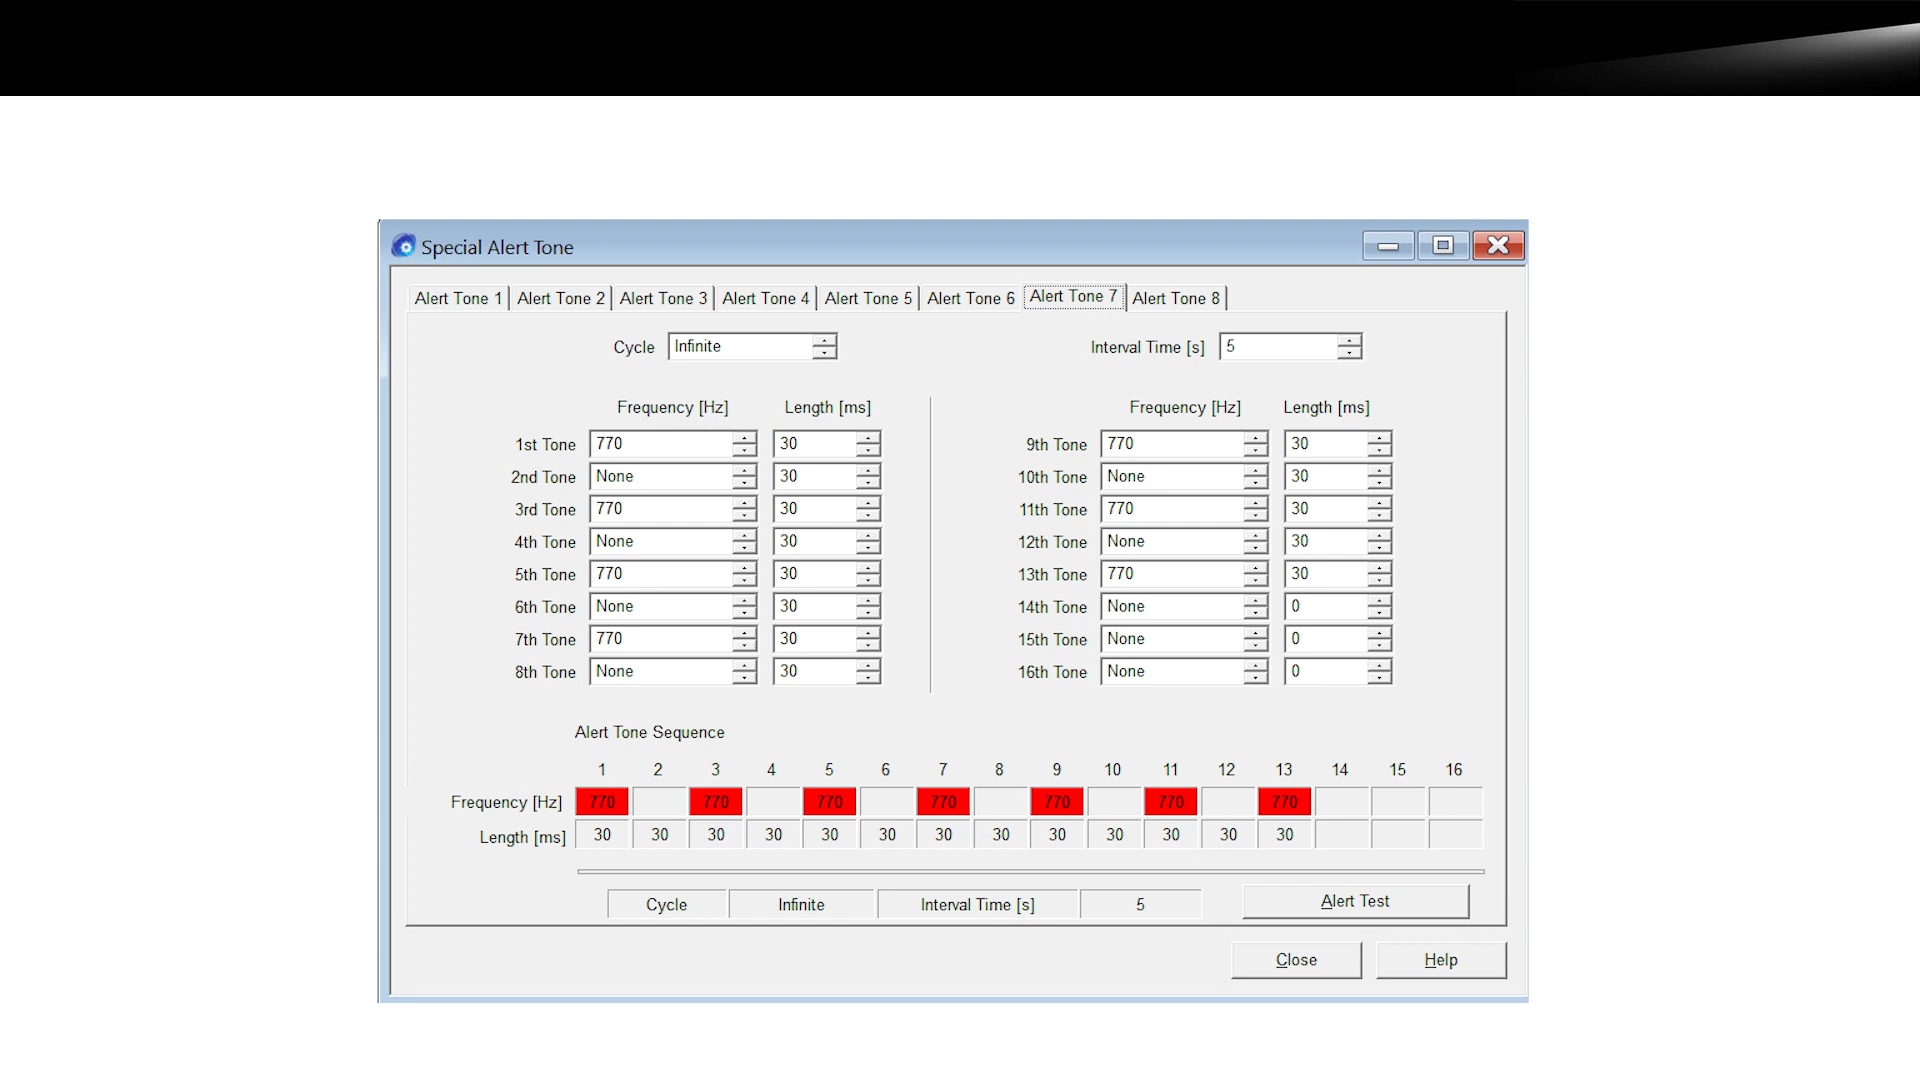 Special Alert Tone
Alert Tone 1 Alert Tone 2 Alert Tone 3 Alert Tone 4 Alert Tone 5 Alert Tone 6 Alert Tone 7 Alert Tone 8
Cycle Infinite Interval Time [s] 5
Frequency [Hz] Length [ms] Frequency [Hz] Length [ms]
1st Tone 770 30 9th Tone 770 30
2nd Tone None 30 10th Tone None 30
3rd Tone 770 30 11th Tone 770 30
4th Tone None 30 12th Tone None 30
5th Tone 770 30 13th Tone 770 30
6th Tone None 30 14th Tone None 0
7th Tone 770 30 15th Tone None 0
8th Tone None 30 16th Tone None 0
Alert Tone Sequence
1 2 3 4 5 6 7 8 9 10 11 12 13 14 15 16
Frequency [Hz] 770 770 770 770 770 770 770
Length [ms] 30 30 30 30 30 30 30 30 30 30 30 30 30
Cycle Infinite Interval Time [s] 5 Alert Test
Close Help